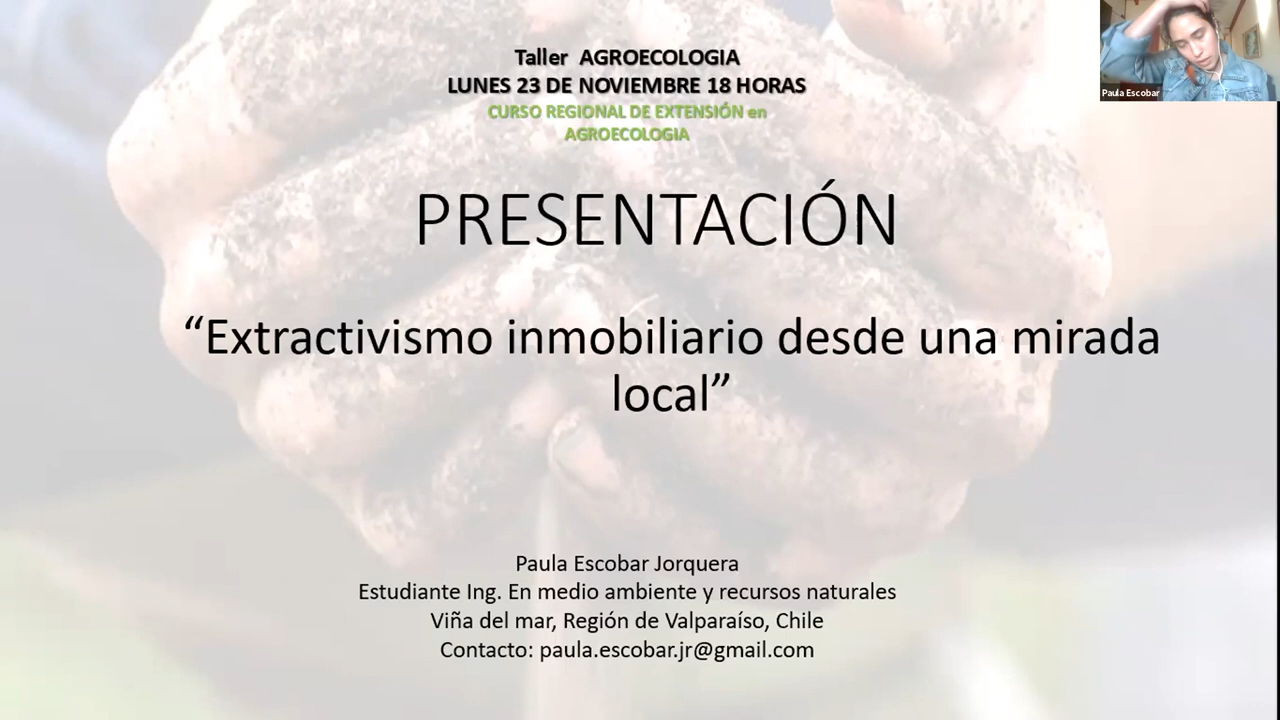 Taller AGROECOLOGIA
LUNES 23 DE NOVIEMBRE 18 HORAS
CURSO REGIONAL DE EXTENSIÓN en
AGROECOLOGIA
Paula Escobar
PRESENTACIÓN
“Extractivismo inmobiliario desde una mirada
local”
Paula Escobar Jorquera
Estudiante Ing. En medio ambiente y recursos naturales
Viña del mar, Región de Valparaíso, Chile
Contacto: paula.escobar.jr@gmail.com